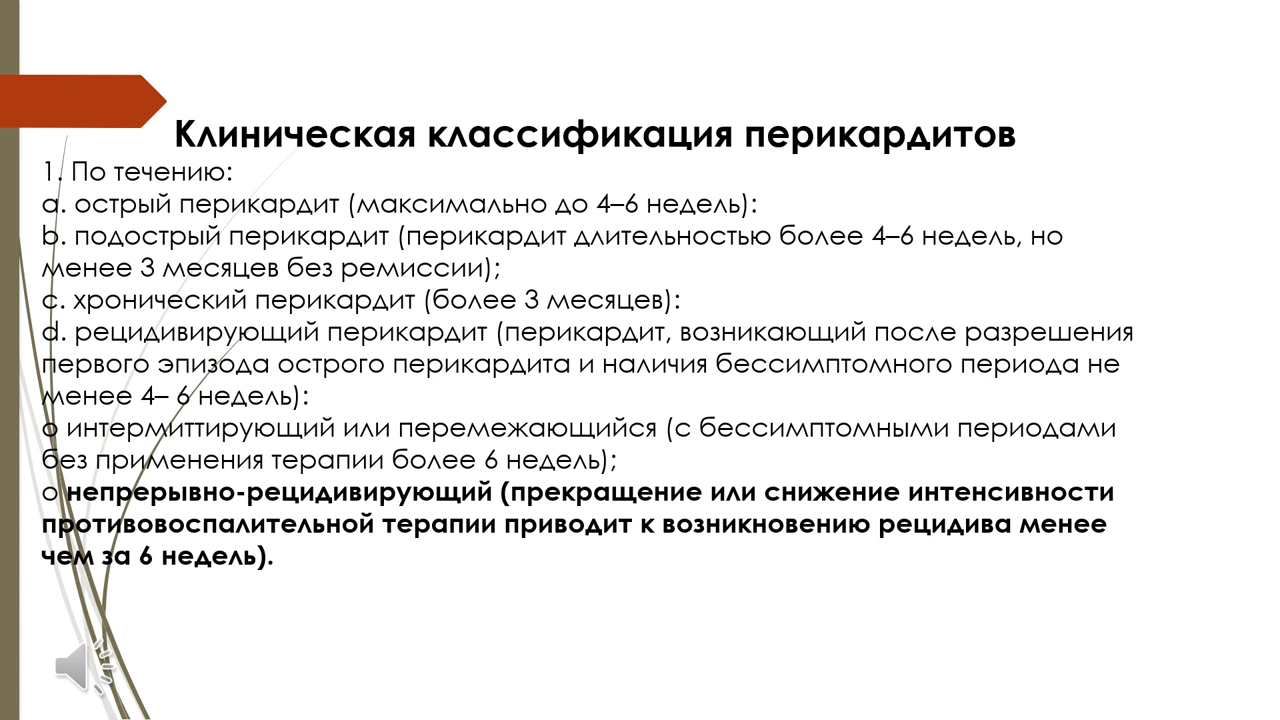 Клиническая классификация перикардитов
1. По течению:
a. острый перикардит (максимально до 4–6 недель):
b. подострый перикардит (перикардит длительностью более 4–6 недель, но
менее 3 месяцев без ремиссии);
c. хронический перикардит (более 3 месяцев):
d. рецидивирующий перикардит (перикардит, возникающий после разрешения
первого эпизода острого перикардита и наличия бессимптомного периода не
менее 4– 6 недель):
o интермиттирующий или перемежающийся (с бессимптомными периодами
без применения терапии более 6 недель);
o непрерывно-рецидивирующий (прекращение или снижение интенсивности
противовоспалительной терапии приводит к возникновению рецидива менее
чем за 6 недель).